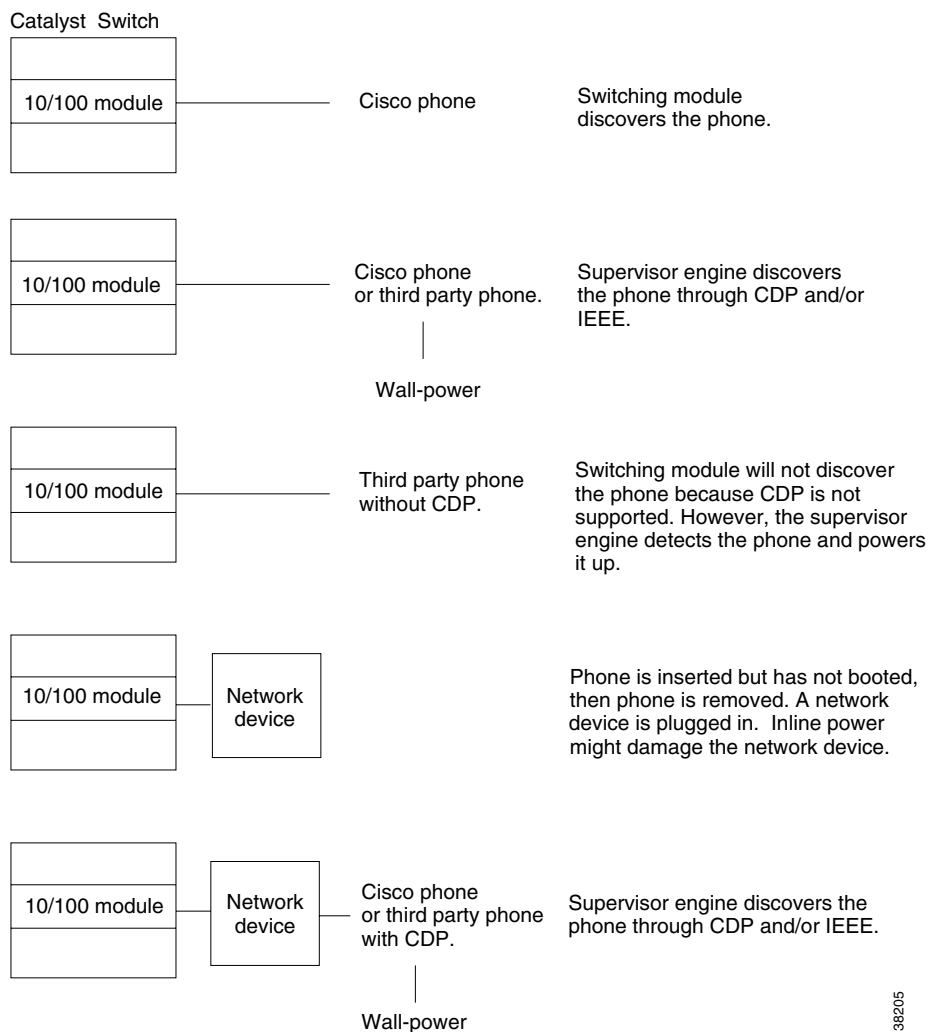 Catalyst Switch
10/100 module
Cisco phone
Switching module
discovers the phone.
10/100 module
Cisco phone
or third party phone.
Wall-power
Supervisor engine discovers
the phone through CDP and/or
IEEE.
10/100 module
Third party phone
without CDP.
Switching module will not discover
the phone because CDP is not
supported. However, the supervisor
engine detects the phone and powers
it up.
10/100 module
Network
device
Phone is inserted but has not booted,
then phone is removed. A network
device is plugged in. Inline power
might damage the network device.
10/100 module
Network
device
Cisco phone
or third party phone
with CDP.
Wall-power
Supervisor engine discovers the
phone through CDP and/or IEEE.
38205